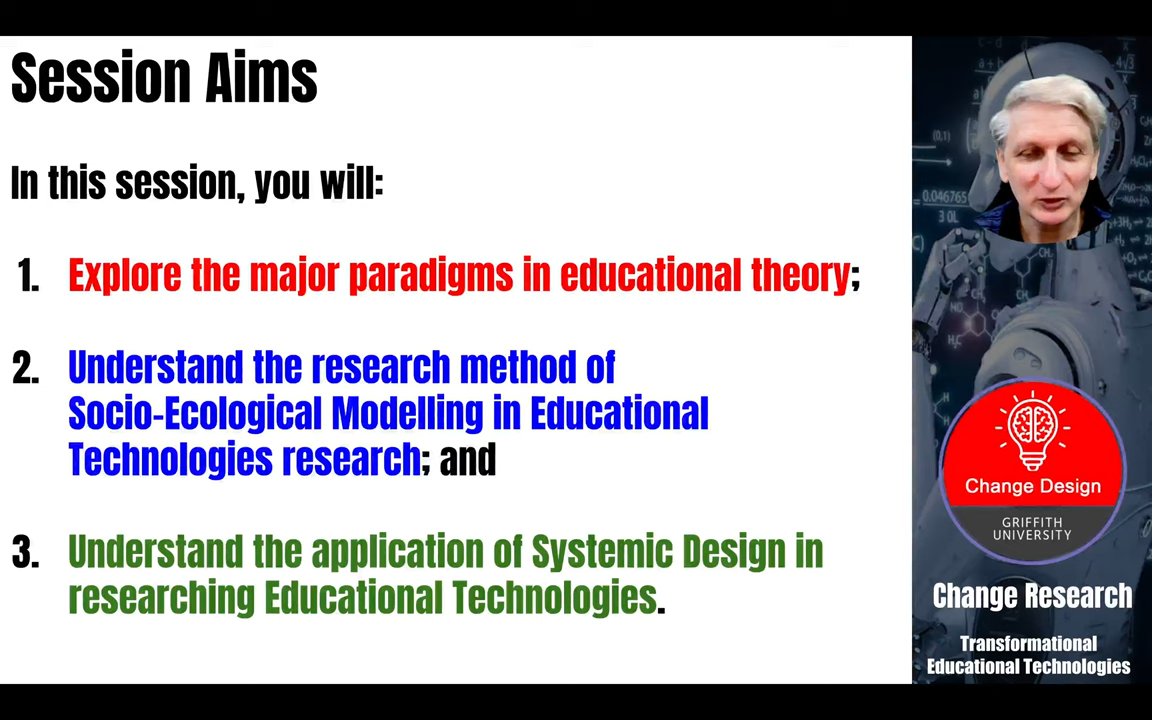 Session Aims
In this session, you will:
1. Explore the major paradigms in educational theory;
2. Understand the research method of
Socio-Ecological Modelling in Educational
Technologies research; and
3. Understand the application of Systemic Design in
researching Educational Technologies.
0.046765
Change Design
GRIFFITH
UNIVERSITY
Change Research
Transformational
Educational Technologies